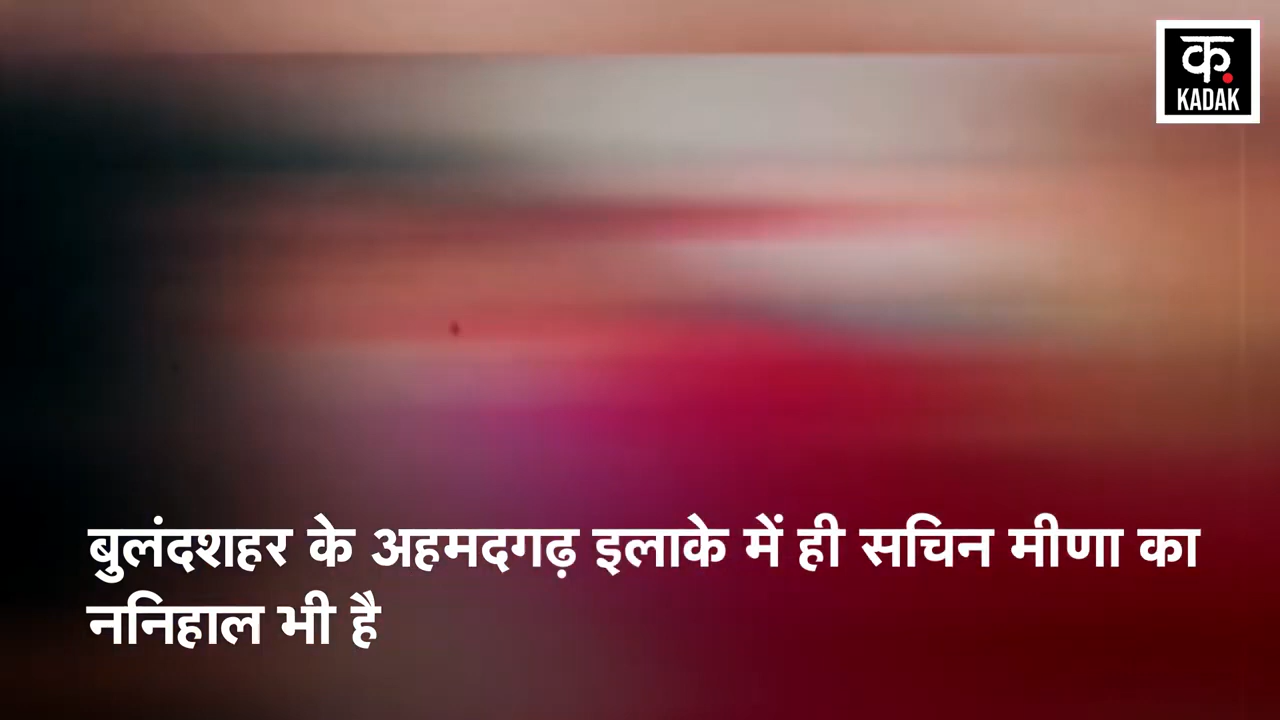 क
KADAK
बुलंदशहर के अहमदगढ़ इलाके में ही सचिन मीणा का
ननिहाल भी है